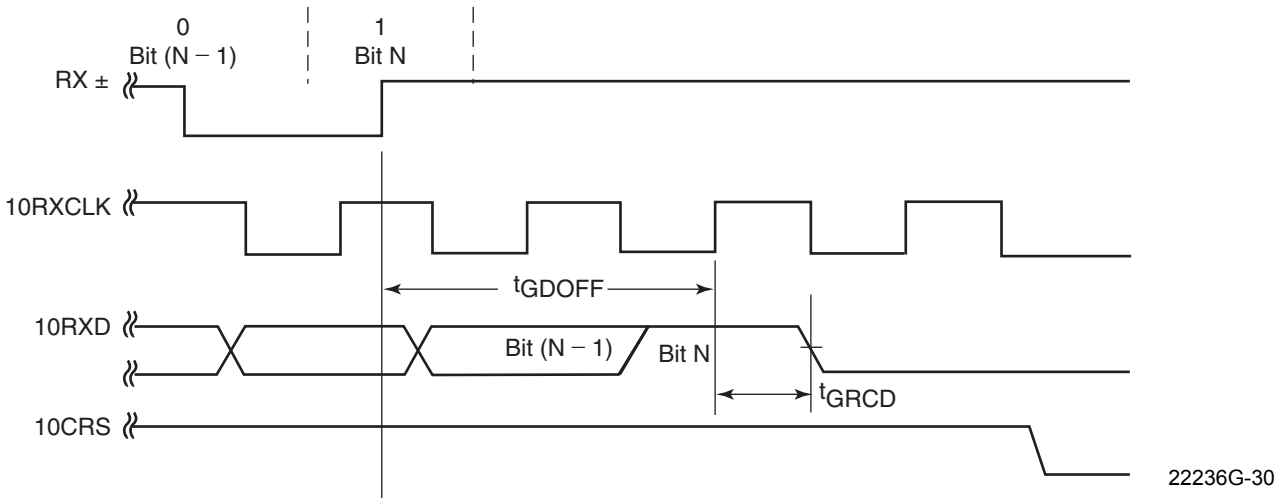 0 1
Bit (N – 1) Bit N
RX ±
10RXCLK
tGDOFF
10RXD
Bit (N – 1) Bit N
tGRCD
10CRS
22236G-30